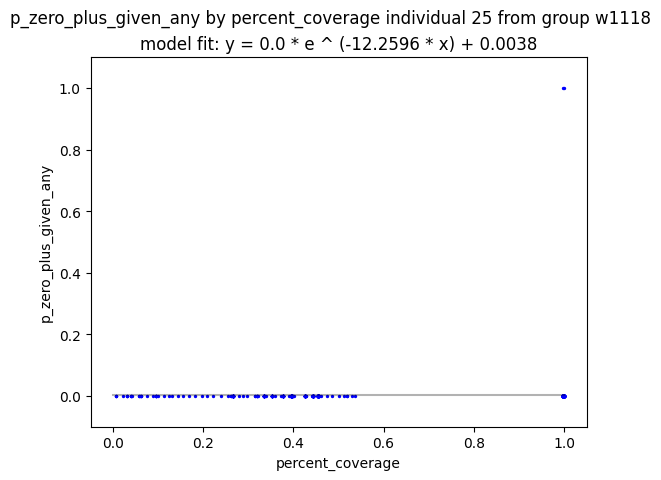 p_zero_plus_given_any by percent_coverage individual 25 from group w1118
model fit: y = 0.0 * e ^ (-12.2596 * x) + 0.0038
1.0
0.8
0.6
0.4
0.2
0.0
p_zero_plus_given_any
0.0 0.2 0.4 0.6 0.8 1.0
percent_coverage